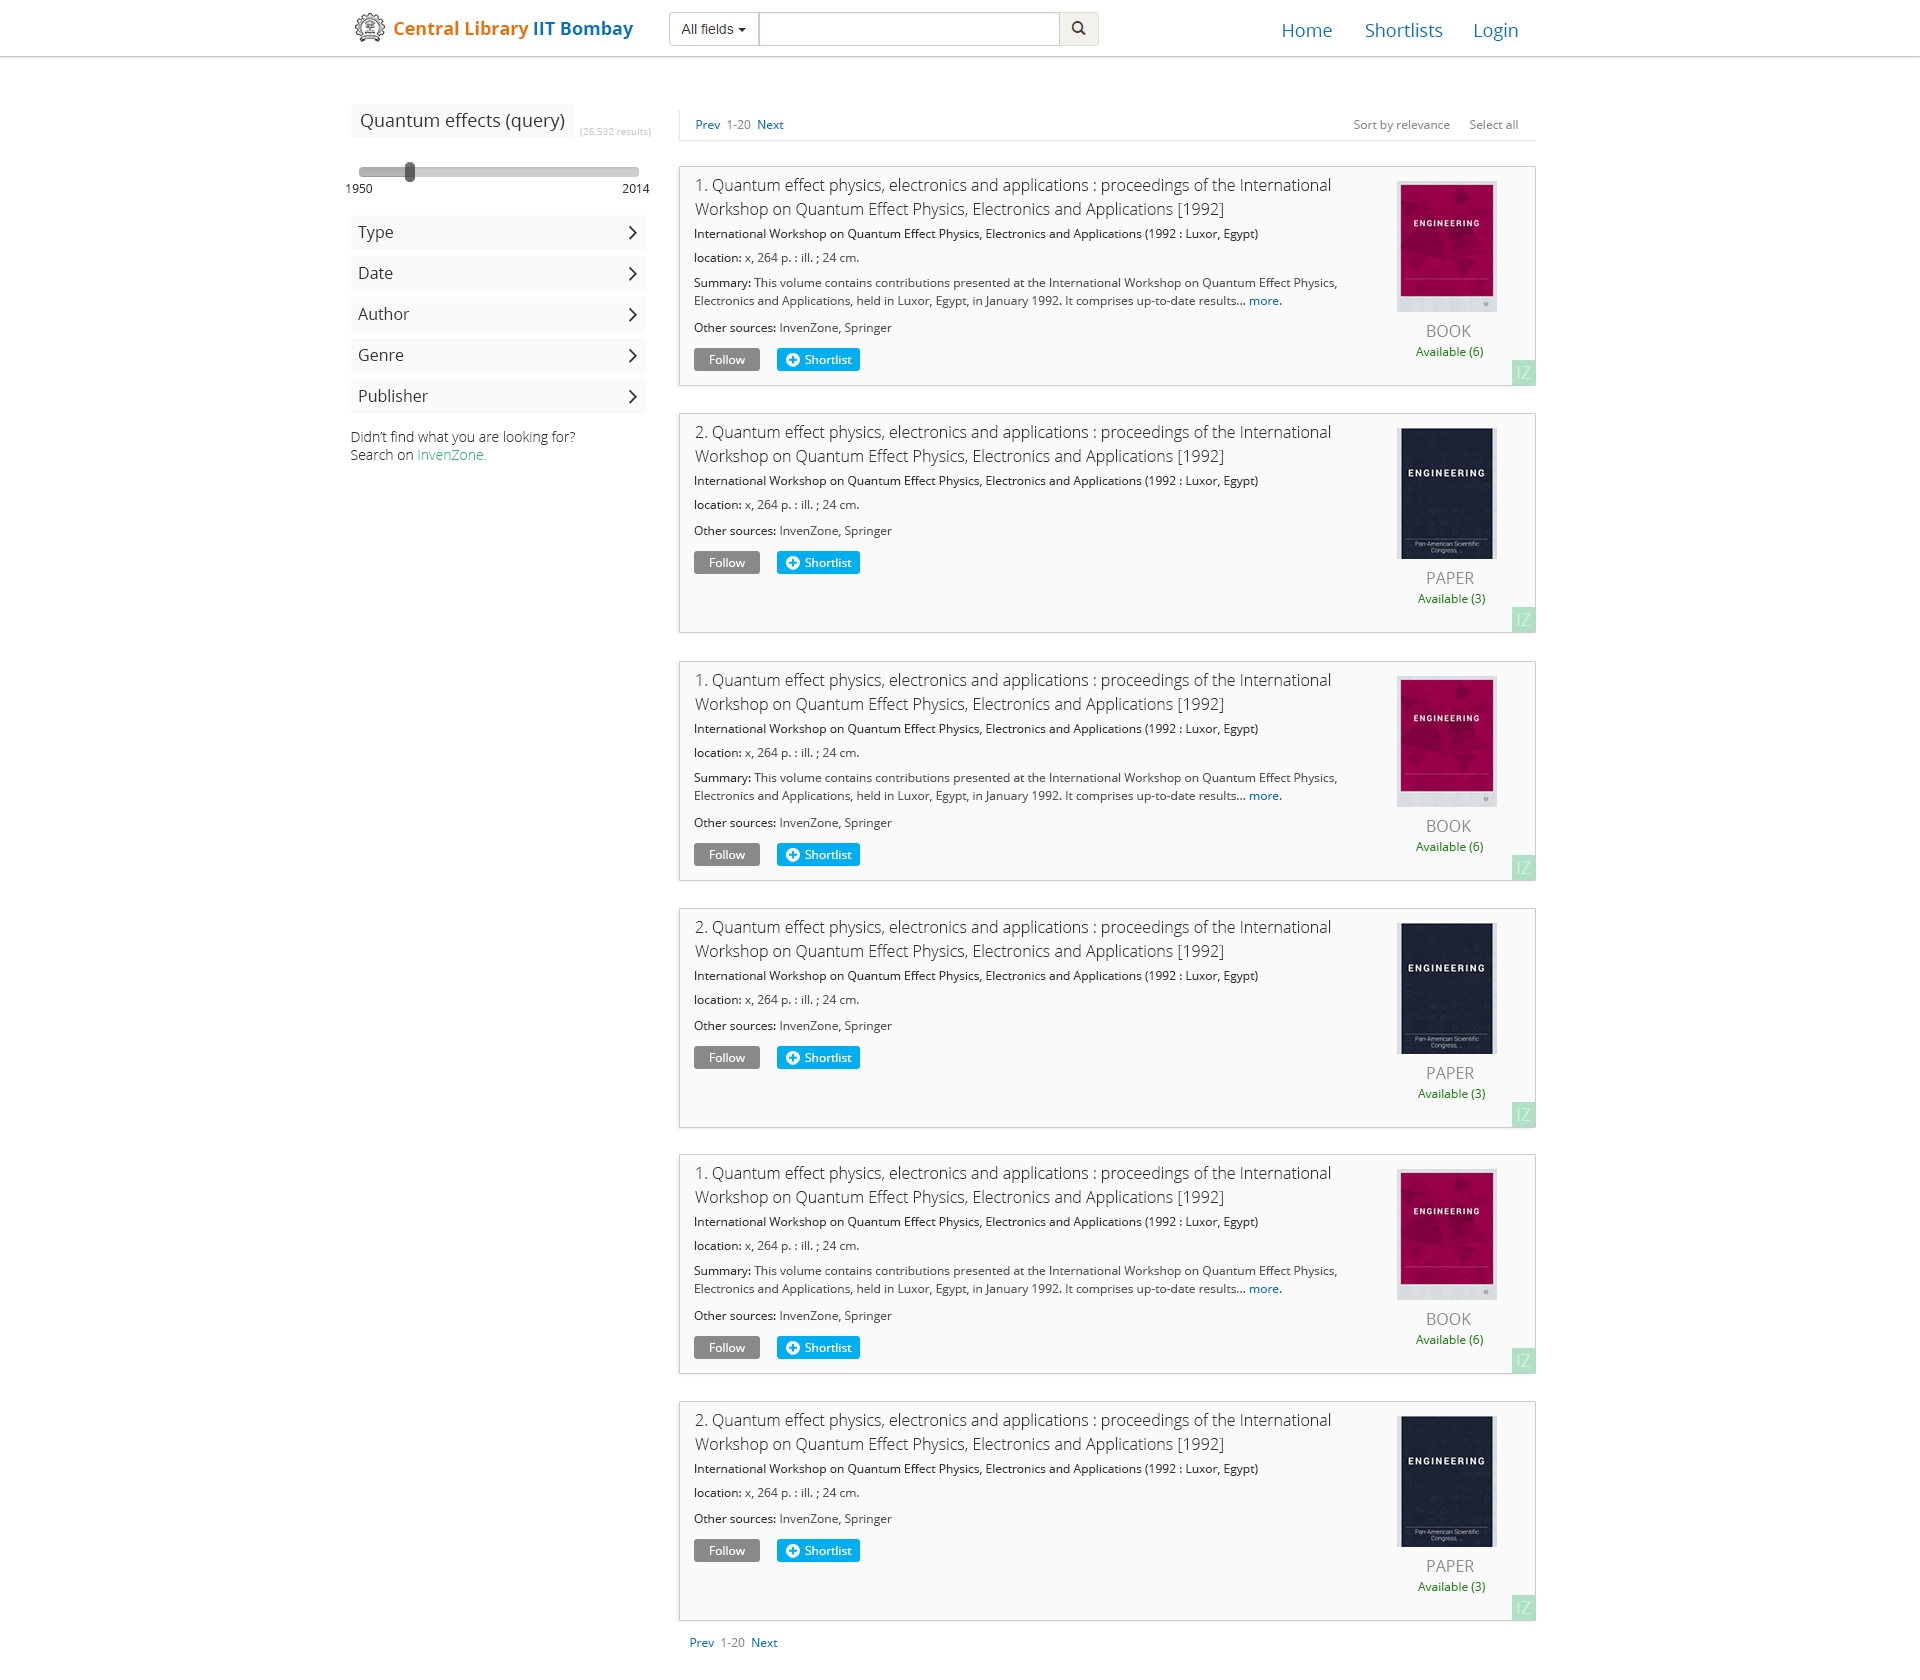 Central Library IIT Bombay
All fields
Home Shortlists Login
Quantum effects (query) (26,532 results)
1950 2014
Type
Date
Author
Genre
Publisher
Didn't find what you are looking for?
Search on InvenZone.
Prev 1-20 Next Sort by relevance Select all
1. Quantum effect physics, electronics and applications : proceedings of the International
Workshop on Quantum Effect Physics, Electronics and Applications [1992]
International Workshop on Quantum Effect Physics, Electronics and Applications (1992 : Luxor, Egypt)
location: x, 264 p. : ill. ; 24 cm.
Summary: This volume contains contributions presented at the International Workshop on Quantum Effect Physics,
Electronics and Applications, held in Luxor, Egypt, in January 1992. It comprises up-to-date results... more.
Other sources: InvenZone, Springer
Follow Shortlist
ENGINEERING
BOOK
Available (6)
IZ
2. Quantum effect physics, electronics and applications : proceedings of the International
Workshop on Quantum Effect Physics, Electronics and Applications [1992]
International Workshop on Quantum Effect Physics, Electronics and Applications (1992 : Luxor, Egypt)
location: x, 264 p. : ill. ; 24 cm.
Other sources: InvenZone, Springer
Follow Shortlist
ENGINEERING
Pan-American Scientific
Congress, ...
PAPER
Available (3)
IZ
1. Quantum effect physics, electronics and applications : proceedings of the International
Workshop on Quantum Effect Physics, Electronics and Applications [1992]
International Workshop on Quantum Effect Physics, Electronics and Applications (1992 : Luxor, Egypt)
location: x, 264 p. : ill. ; 24 cm.
Summary: This volume contains contributions presented at the International Workshop on Quantum Effect Physics,
Electronics and Applications, held in Luxor, Egypt, in January 1992. It comprises up-to-date results... more.
Other sources: InvenZone, Springer
Follow Shortlist
ENGINEERING
BOOK
Available (6)
IZ
2. Quantum effect physics, electronics and applications : proceedings of the International
Workshop on Quantum Effect Physics, Electronics and Applications [1992]
International Workshop on Quantum Effect Physics, Electronics and Applications (1992 : Luxor, Egypt)
location: x, 264 p. : ill. ; 24 cm.
Other sources: InvenZone, Springer
Follow Shortlist
ENGINEERING
Pan-American Scientific
Congress, ...
PAPER
Available (3)
IZ
1. Quantum effect physics, electronics and applications : proceedings of the International
Workshop on Quantum Effect Physics, Electronics and Applications [1992]
International Workshop on Quantum Effect Physics, Electronics and Applications (1992 : Luxor, Egypt)
location: x, 264 p. : ill. ; 24 cm.
Summary: This volume contains contributions presented at the International Workshop on Quantum Effect Physics,
Electronics and Applications, held in Luxor, Egypt, in January 1992. It comprises up-to-date results... more.
Other sources: InvenZone, Springer
Follow Shortlist
ENGINEERING
BOOK
Available (6)
IZ
2. Quantum effect physics, electronics and applications : proceedings of the International
Workshop on Quantum Effect Physics, Electronics and Applications [1992]
International Workshop on Quantum Effect Physics, Electronics and Applications (1992 : Luxor, Egypt)
location: x, 264 p. : ill. ; 24 cm.
Other sources: InvenZone, Springer
Follow Shortlist
ENGINEERING
Pan-American Scientific
Congress, ...
PAPER
Available (3)
IZ
Prev 1-20 Next